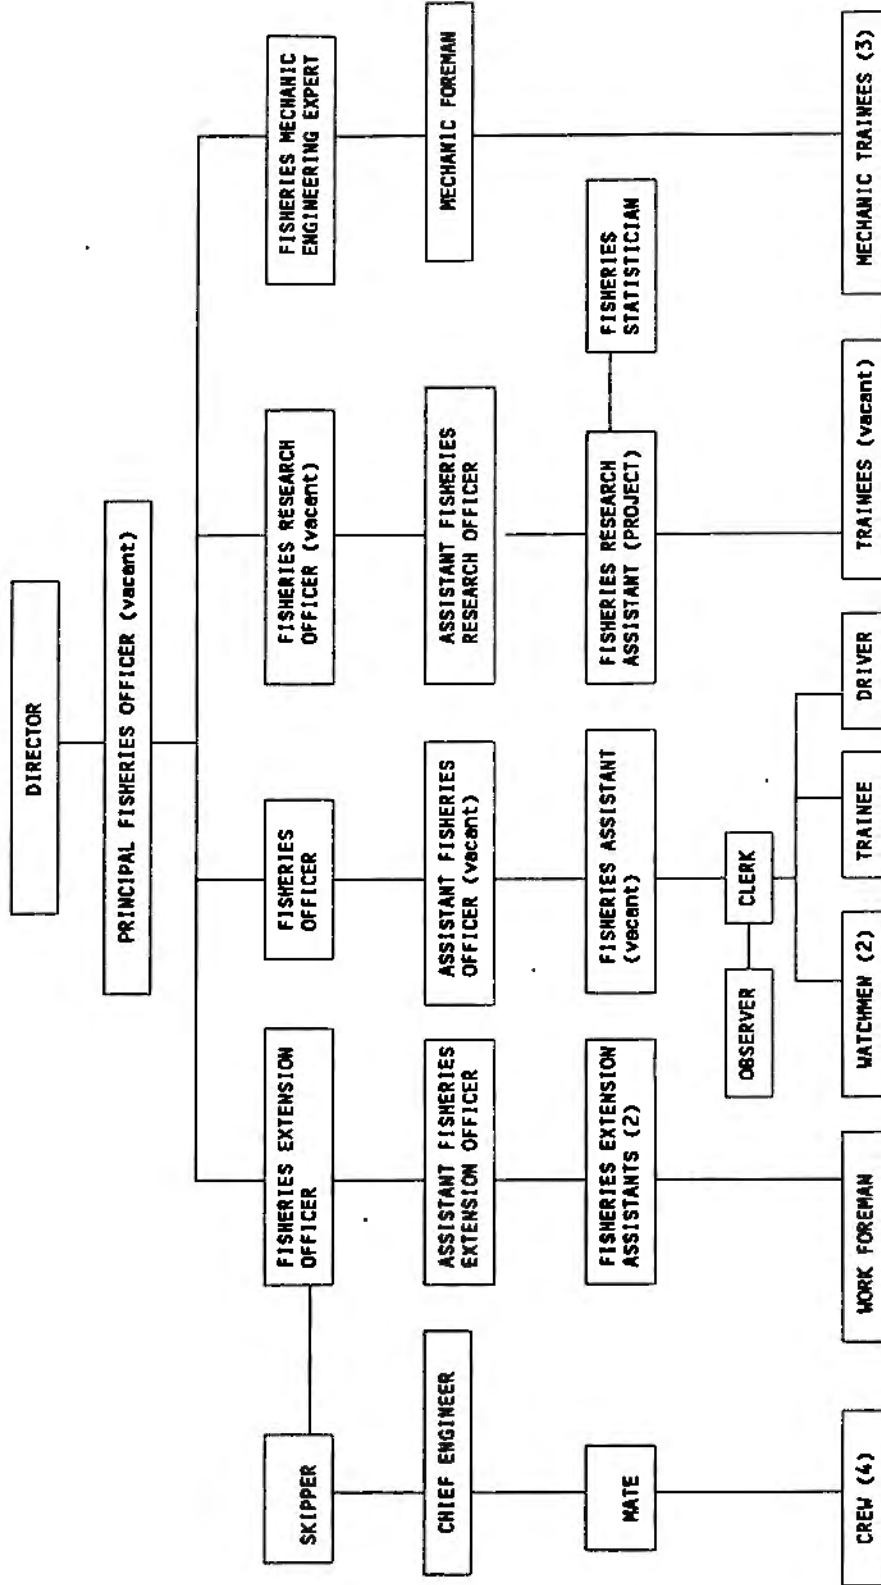 DIRECTOR
PRINCIPAL FISHERIES OFFICER (vacant)
SKIPPER
FISHERIES EXTENSION
OFFICER
FISHERIES
OFFICER
FISHERIES RESEARCH
OFFICER (vacant)
FISHERIES MECHANIC
ENGINEERING EXPERT
CHIEF ENGINEER
ASSISTANT FISHERIES
EXTENSION OFFICER
ASSISTANT FISHERIES
OFFICER (vacant)
ASSISTANT FISHERIES
RESEARCH OFFICER
MECHANIC FOREMAN
MATE
FISHERIES EXTENSION
ASSISTANTS (2)
FISHERIES ASSISTANT
(vacant)
FISHERIES RESEARCH
ASSISTANT (PROJECT)
FISHERIES
STATISTICIAN
OBSERVER
CLERK
CREW (4)
WORK FOREMAN
WATCHMEN (2)
TRAINEE
DRIVER
TRAINEES (vacant)
MECHANIC TRAINEES (3)